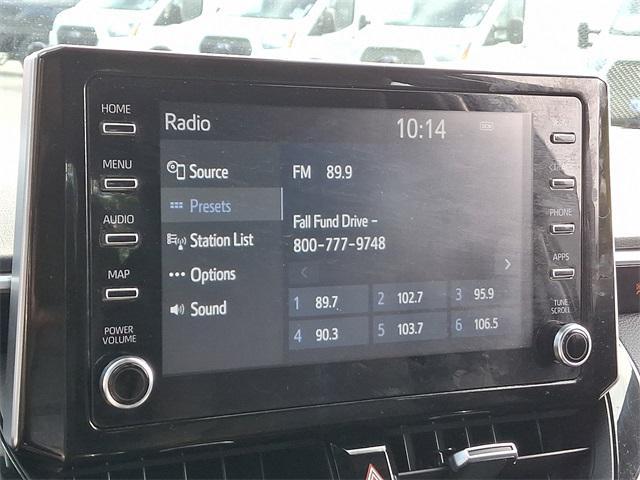 HOME
MENU
AUDIO
MAP
POWER
VOLUME
Radio
10:14
Source
Presets
Station List
Options
Sound
FM 89.9
Fall Fund Drive -
800-777-9748
1 89.7
2 102.7
3 95.9
4 90.3
5 103.7
6 106.5
PHONE
APPS
TUNE
SCROLL